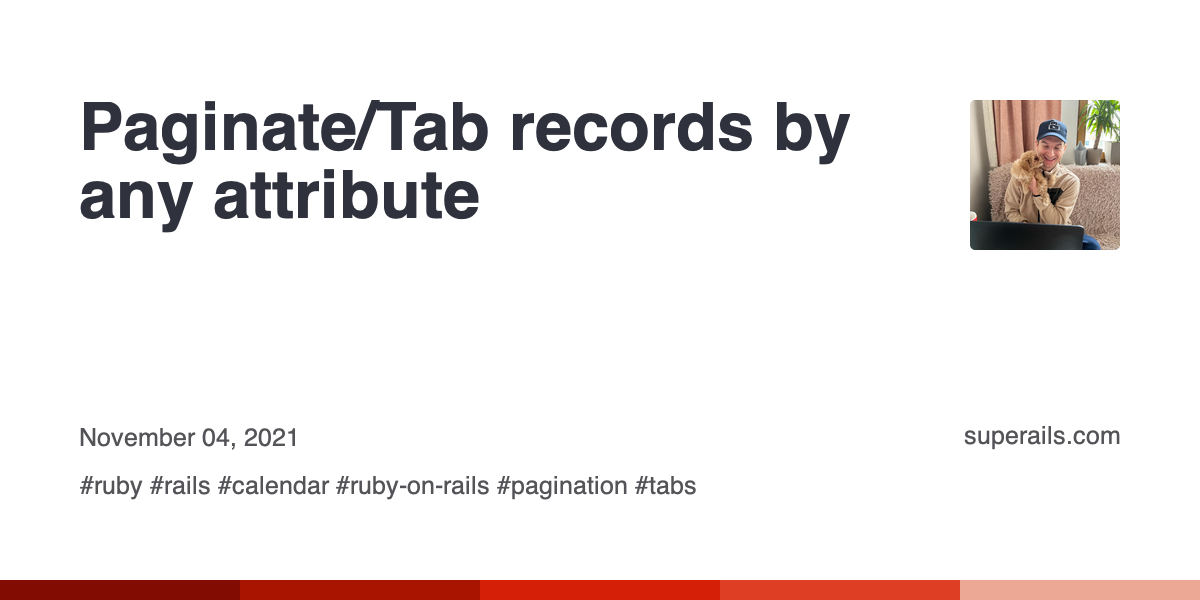 Paginate/Tab records by
any attribute
November 04, 2021
superails.com
#ruby #rails #calendar #ruby-on-rails #pagination #tabs